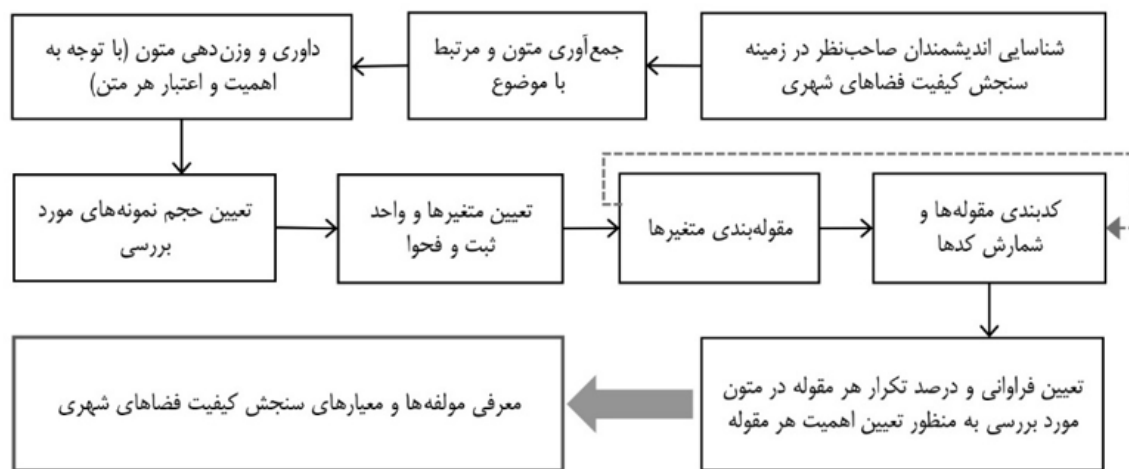 شناسایی اندیشمندان صاحب‌نظر در زمینه
سنجش کیفیت فضاهای شهری
جمع‌آوری متون و مرتبط
با موضوع
داوری و وزن‌دهی متون (با توجه به
اهمیت و اعتبار هر متن)
تعیین حجم نمونه‌های مورد
بررسی
تعیین متغیرها و واحد
ثبت و فحوا
مقوله‌بندی متغیرها
کدبندی مقوله‌ها و
شمارش کدها
تعیین فراوانی و درصد تکرار هر مقوله در متون
مورد بررسی به منظور تعیین اهمیت هر مقوله
معرفی مولفه‌ها و معیارهای سنجش کیفیت فضاهای شهری